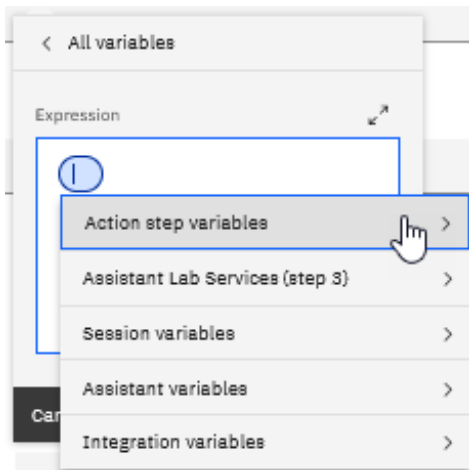 All variables
Expression
Action step variables
Assistant Lab Services (step 3)
Session variables
Assistant variables
Integration variables